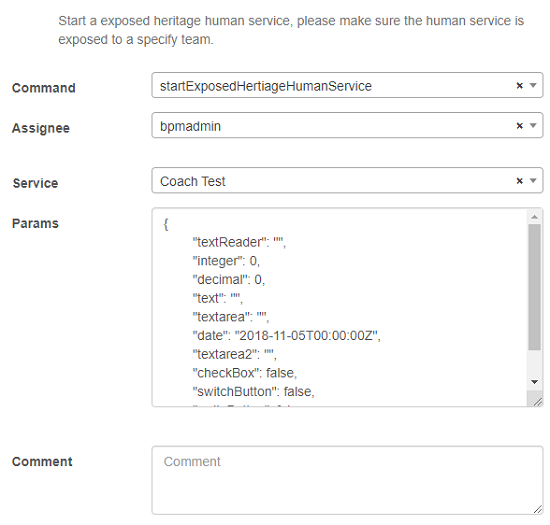 Start a exposed heritage human service, please make sure the human service is
exposed to a specify team.
Command startExposedHertiageHumanService × 
Assignee bpmadmin ×
Service Coach Test ×
Params {
"textReader": "",
"integer": 0,
"decimal": 0,
"text": "",
"textarea": "",
"date": "2018-11-05T00:00:00Z",
"textarea2": "",
"checkBox": false,
"switchButton": false,
Comment Comment